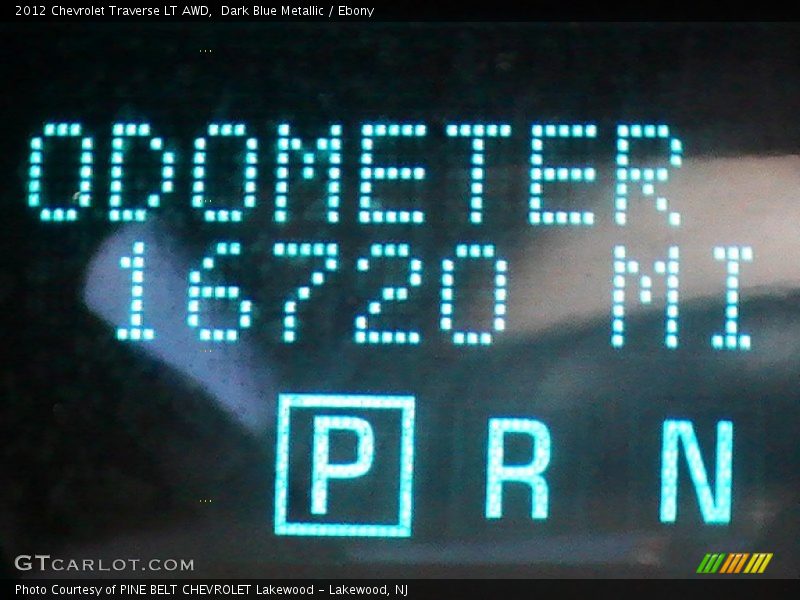 2012 Chevrolet Traverse LT AWD,  Dark Blue Metallic / Ebony
ODOMETER
16720 MI
P R N
GTCARLOT.COM
Photo Courtesy of PINE BELT CHEVROLET Lakewood - Lakewood, NJ